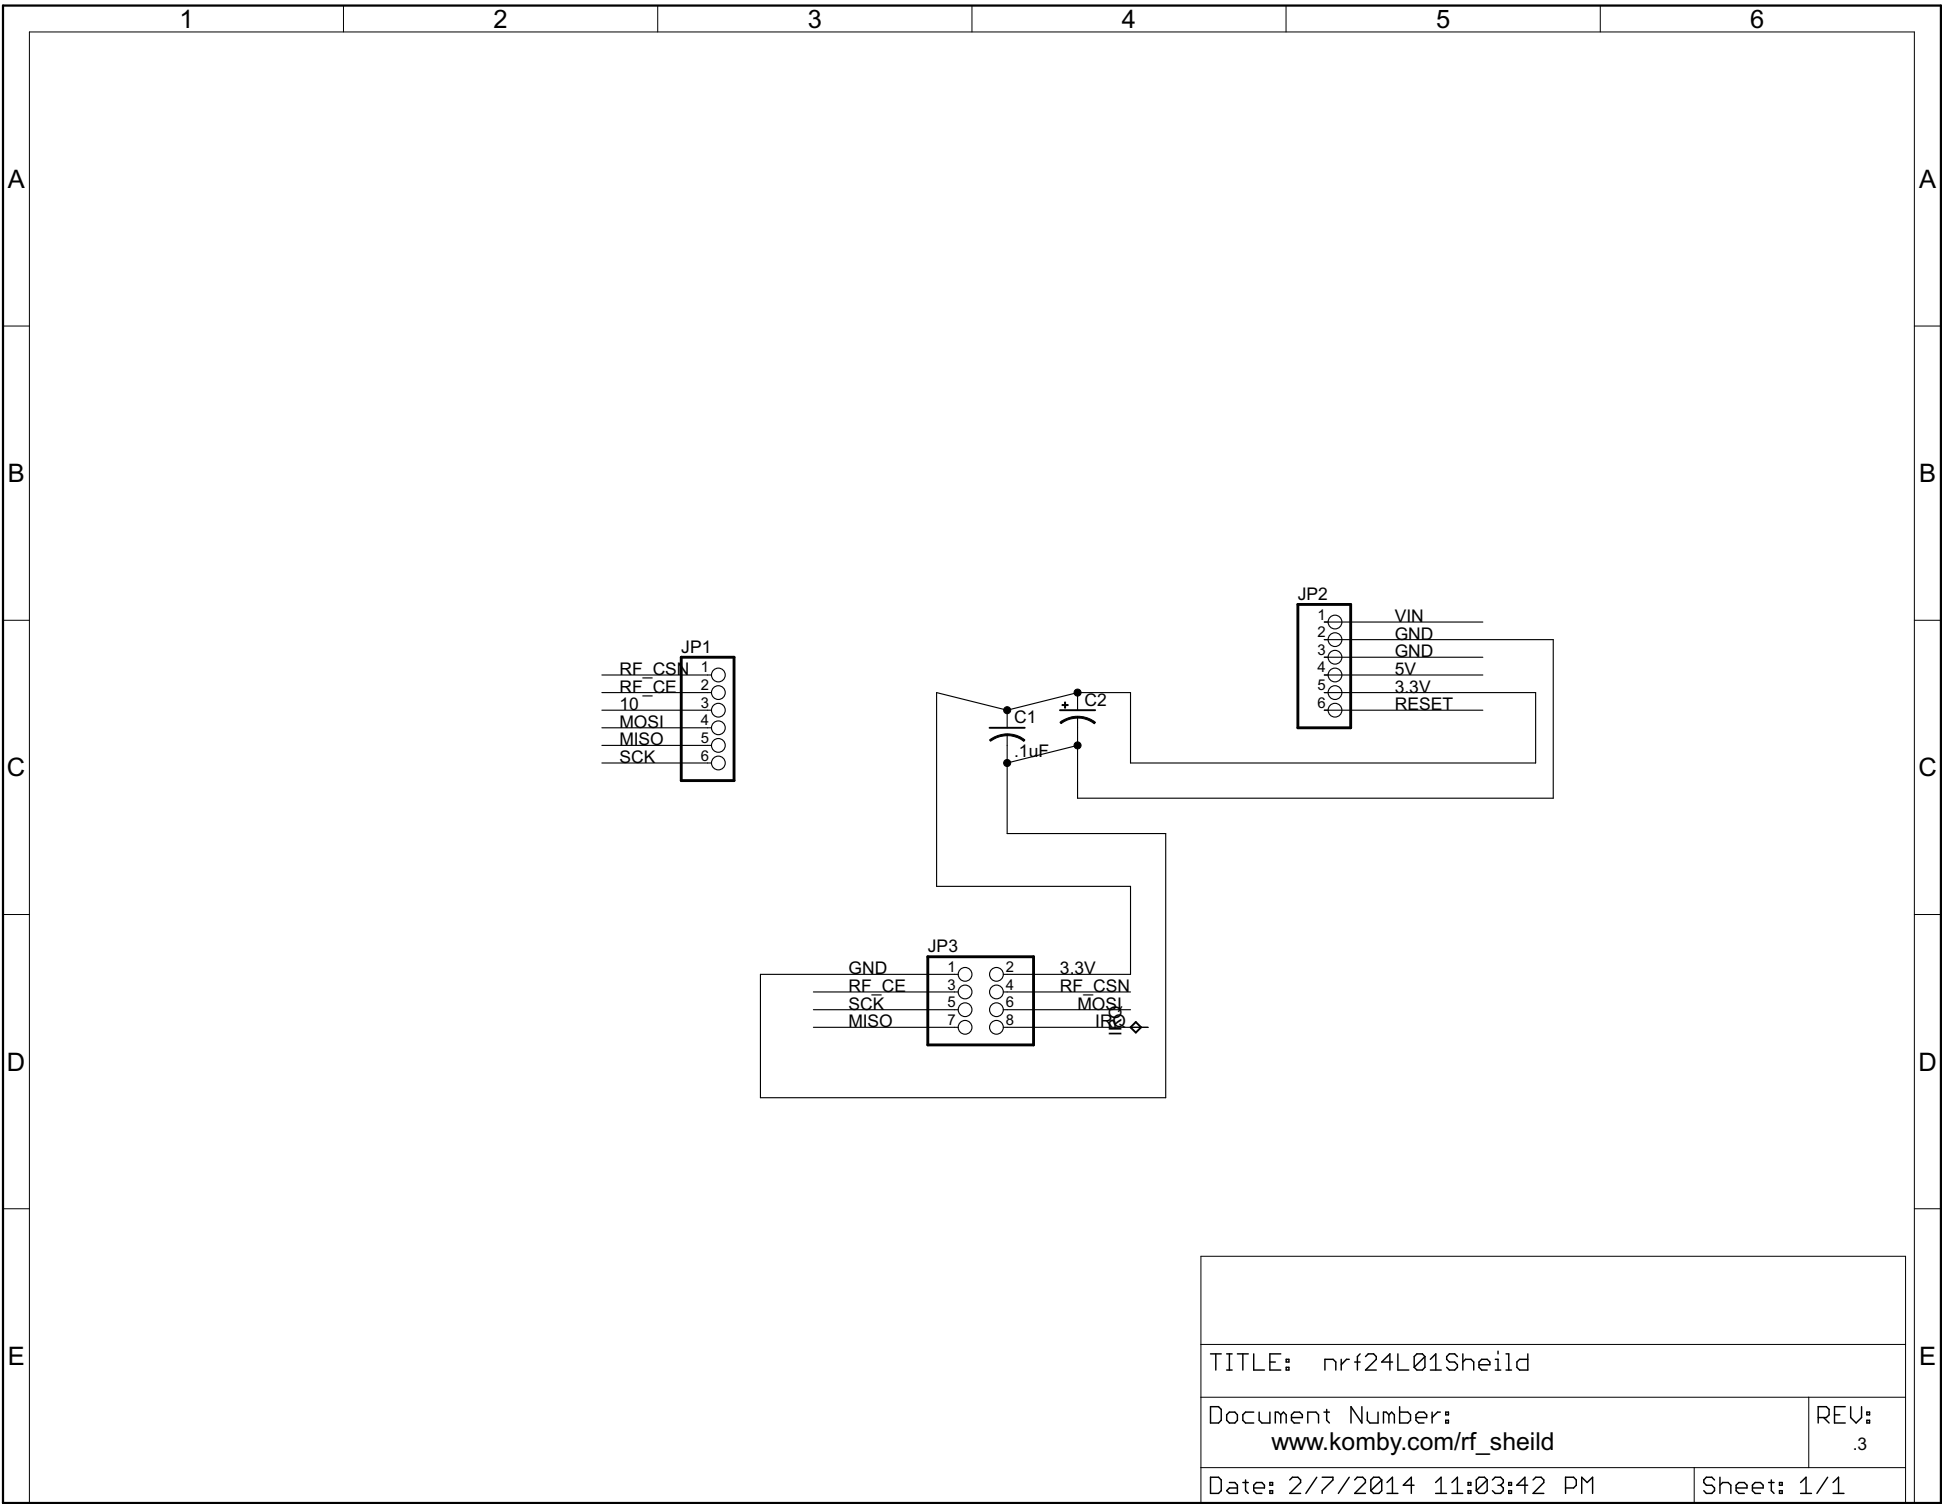 1 2 3 4 5 6
A A
B B
JP2
1 VIN
2 GND
3 GND
4 5V
5 3.3V
6 RESET
JP1
RF_CSN 1
RF_CE 2
10 3
MOSI 4
MISO 5
SCK 6
+ C2
C1
.1uF
C C
JP3
GND 1 2 3.3V
RF_CE 3 4 RF_CSN
SCK 5 6 MOSI
MISO 7 8 IRQ
D D
E E
TITLE: nrf24L01Sheild
Document Number: REV:
www.komby.com/rf_sheild .3
Date: 2/7/2014 11:03:42 PM Sheet: 1/1